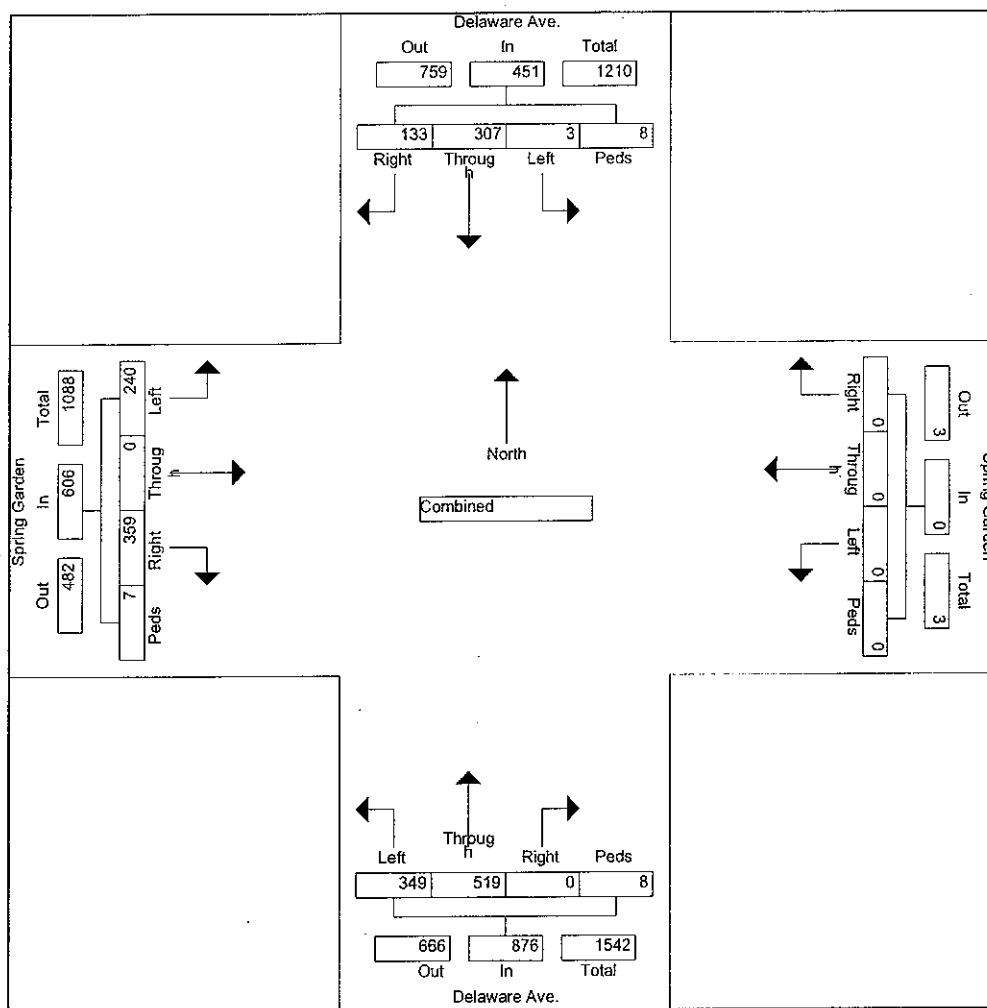 Delaware Ave.
Out In Total
759 451 1210
133 307 3 8
Right Throug
h Left Peds
Spring Garden
Out In Total
482 606 1088
240 0 359 7
Left Throug
h Right Peds
North
Combined
Right Throug
h Left Peds
0 0 0 0
Out In Total
3 0 3
Spring Garden
Left Throug
h Right Peds
349 519 0 8
666 876 1542
Out In Total
Delaware Ave.